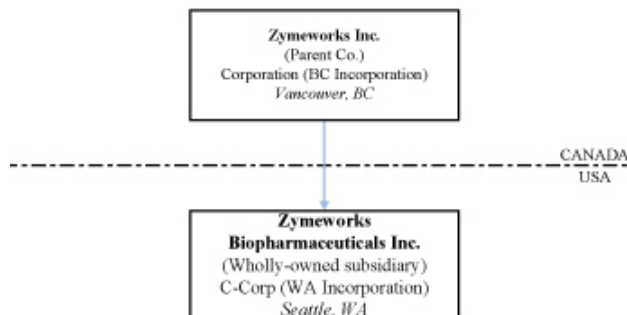 Zymeworks Inc.
(Parent Co.)
Corporation (BC Incorporation)
Vancouver, BC
CANADA
USA
Zymeworks
Biopharmaceuticals Inc.
(Wholly-owned subsidiary)
C-Corp (WA Incorporation)
Seattle, WA